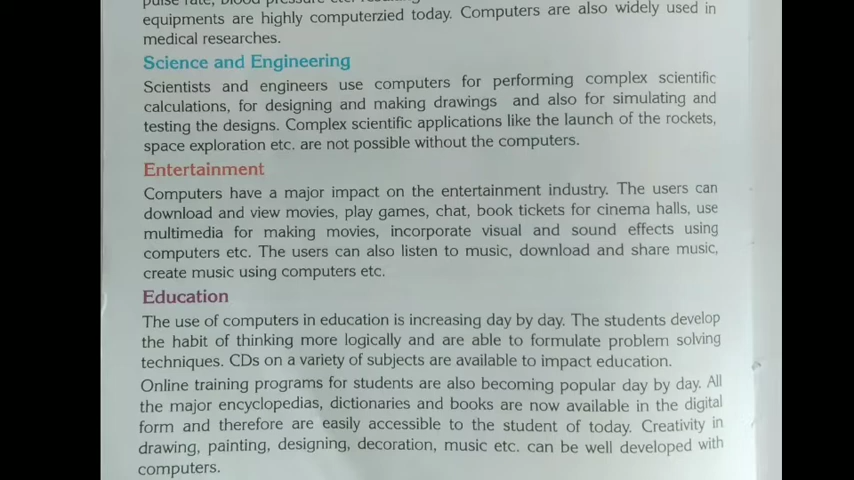 pulse rate, blood pressure etc.
equipments are highly computerzied today. Computers are also widely used in
medical researches.
Science and Engineering
Scientists and engineers use computers for performing complex scientific
calculations, for designing and making drawings and also for simulating and
testing the designs. Complex scientific applications like the launch of the rockets,
space exploration etc. are not possible without the computers.
Entertainment
Computers have a major impact on the entertainment industry. The users can
download and view movies, play games, chat, book tickets for cinema halls, use
multimedia for making movies, incorporate visual and sound effects using
computers etc. The users can also listen to music, download and share music,
create music using computers etc.
Education
The use of computers in education is increasing day by day. The students develop
the habit of thinking more logically and are able to formulate problem solving
techniques. CDs on a variety of subjects are available to impact education.
Online training programs for students are also becoming popular day by day. All
the major encyclopedias, dictionaries and books are now available in the digital
form and therefore are easily accessible to the student of today. Creativity in
drawing, painting, designing, decoration, music etc. can be well developed with
computers.